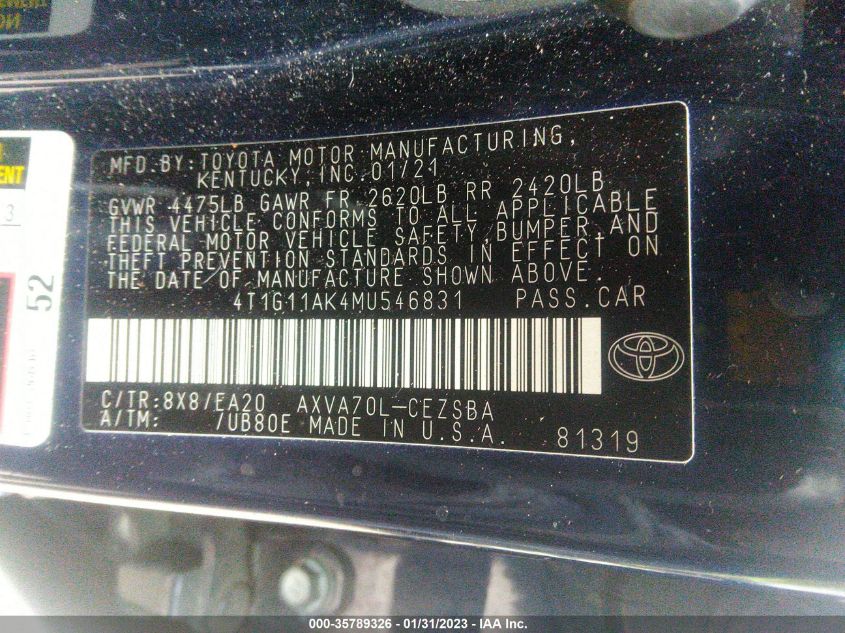 MFD.BY:TOYOTA MOTOR MANUFACTURING,
KENTUCKY,INC.01/21
GVWR 4475LB GAWR FR 2620LB RR 2420LB
THIS VEHICLE CONFORMS TO ALL APPLICABLE
FEDERAL MOTOR VEHICLE SAFETY,BUMPER,AND
THEFT PREVENTION STANDARDS IN EFFECT ON
THE DATE OF MANUFACTURE SHOWN ABOVE.
4T1G11AK4MU546831 PASS.CAR
C/TR:8X8/EA20 AXVA70L-CEZSBA
A/TM: /UB80E MADE IN U.S.A. 81319
52
3
000-35789326 - 01/31/2023 - IAA Inc.